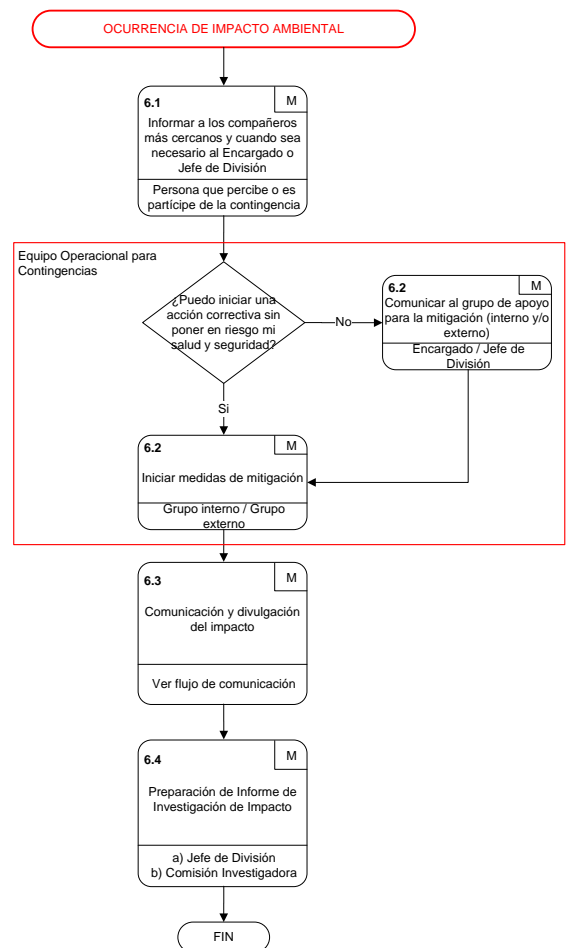 OCURRENCIA DE IMPACTO AMBIENTAL
6.1
M
Informar a los compañeros
más cercanos y cuando sea
necesario al Encargado o
Jefe de División
Persona que percibe o es
partícipe de la contingencia
Equipo Operacional para
Contingencias
¿Puedo iniciar una
acción correctiva sin
poner en riesgo mi
salud y seguridad?
No
6.2
M
Comunicar al grupo de apoyo
para la mitigación (interno y/o
externo)
Encargado / Jefe de
División
Si
6.2
M
Iniciar medidas de mitigación
Grupo interno / Grupo
externo
6.3
M
Comunicación y divulgación
del impacto
Ver flujo de comunicación
6.4
M
Preparación de Informe de
Investigación de Impacto
a) Jefe de División
b) Comisión Investigadora
FIN